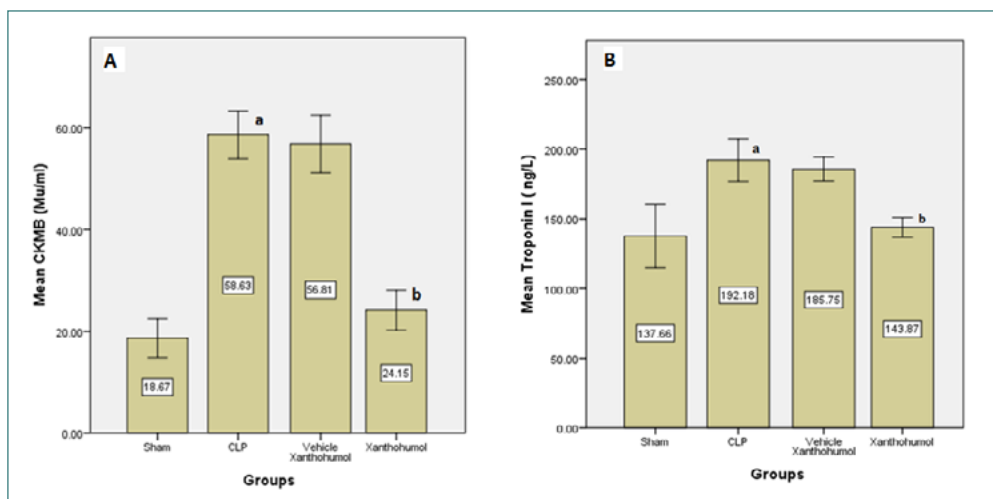 A
Mean CKMB (Mu/ml)
60.00
40.00
20.00
0.00
a
b
18.67
58.63
56.81
24.15
Sham
CLP
Vehicle
Xanthohumol
Xanthohumol
Groups
B
Mean Troponin I ( ng/L)
250.00
200.00
150.00
100.00
50.00
0.00
a
b
137.66
192.18
185.75
143.87
Sham
CLP
Vehicle
Xanthohumol
Xanthohumol
Groups